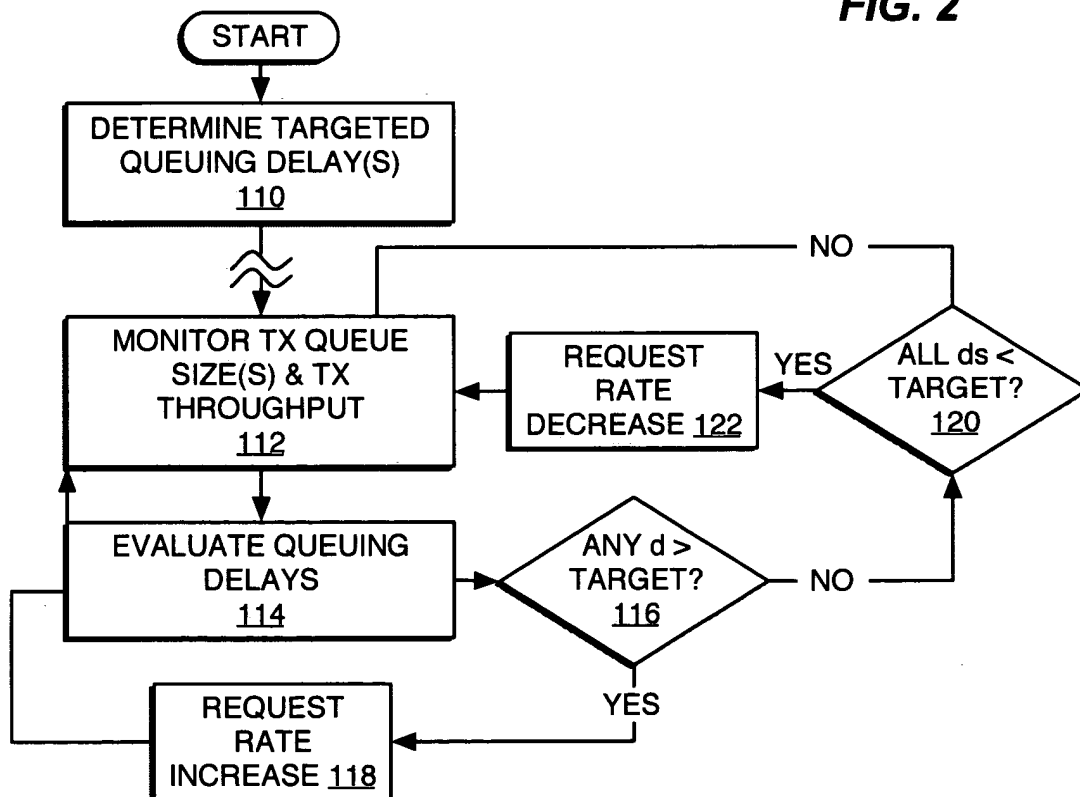 FIG. 2
START
DETERMINE TARGETED
QUEUING DELAY(S)
110
NO
MONITOR TX QUEUE
SIZE(S) & TX
THROUGHPUT
112
REQUEST
RATE
DECREASE 122
YES
ALL ds <
TARGET?
120
EVALUATE QUEUING
DELAYS
114
ANY d >
TARGET?
116
NO
YES
REQUEST
RATE
INCREASE 118